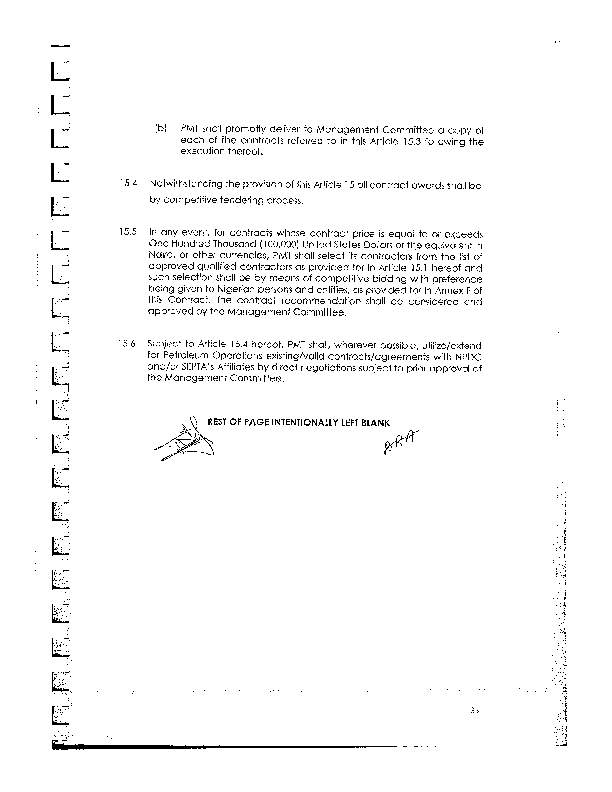 (b) PMT shall promptly deliver to Management Committee a copy of
each of the contracts referred to in this Article 15.3 following the
execution thereof.
15.4 Notwithstanding the provision of this Article 15 all contract awards shall be
by competitive tendering process.
15.5 In any event, for contracts whose contract price is equal to or exceeds
One Hundred Thousand (100,000) United States Dollars or the equivalent in
Naira, or other currencies, PMT shall select its contractors from the list of
approved qualified contractors as provided for in Article 15.1 hereof and
such selection shall be by means of competitive bidding with preference
being given to Nigerian persons and entities, as provided for in Annex F of
this Contract. The contract recommendation shall be considered and
approved by the Management Committee.
15.6 Subject to Article 15.4 hereof, PMT shall, wherever possible, utilize/extend
for Petroleum Operations existing/valid contracts/agreements with NPDC
and/or SEPTA's Affiliates by direct negotiations subject to prior approval of
the Management Committee.
REST OF PAGE INTENTIONALLY LEFT BLANK